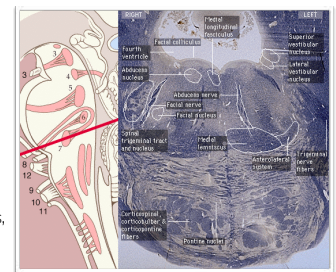 RIGHT
LEFT
Medial
longitudinal
fasciculus
Facial colliculus
Superior
vestibular
nucleus
Fourth
ventricle
Lateral
vestibular
nucleus
Abducens
nucleus
Abducens nerve
Facial nerve
Facial nucleus
Spinal
trigeminal tract
and nucleus
Medial
lemniscus
Anterolateral
system
Trigeminal
nerve
fibers
Corticospinal,
corticobulbar &
corticopontine
fibers
Pontine nuclei
3
3
4
5
6
7
8
12
9
10
11
s,